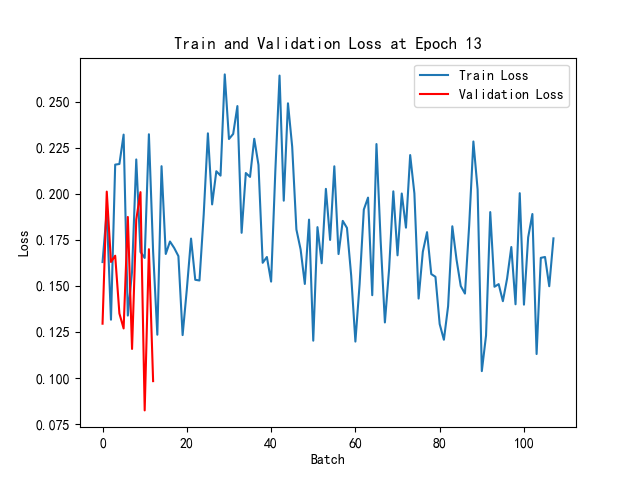 Train and Validation Loss at Epoch 13
Train Loss
Validation Loss
0.250
0.225
0.200
0.175
0.150
0.125
0.100
0.075
Loss
0
20
40
60
80
100
Batch